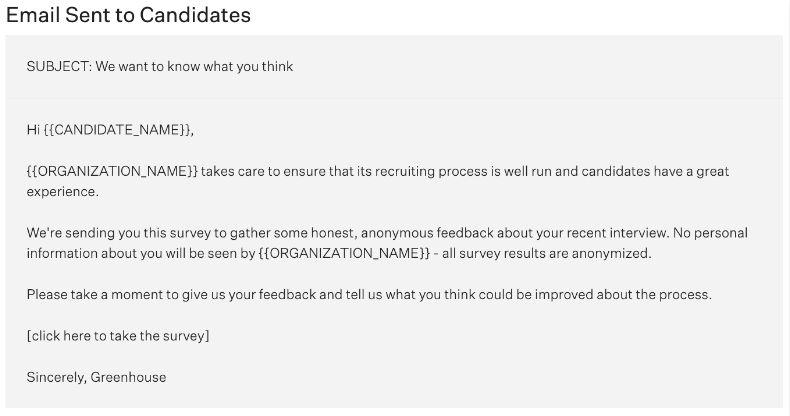 Email Sent to Candidates
SUBJECT: We want to know what you think
Hi {{CANDIDATE_NAME}},
{{ORGANIZATION_NAME}} takes care to ensure that its recruiting process is well run and candidates have a great
experience.
We're sending you this survey to gather some honest, anonymous feedback about your recent interview. No personal
information about you will be seen by {{ORGANIZATION_NAME}} - all survey results are anonymized.
Please take a moment to give us your feedback and tell us what you think could be improved about the process.
[click here to take the survey]
Sincerely, Greenhouse